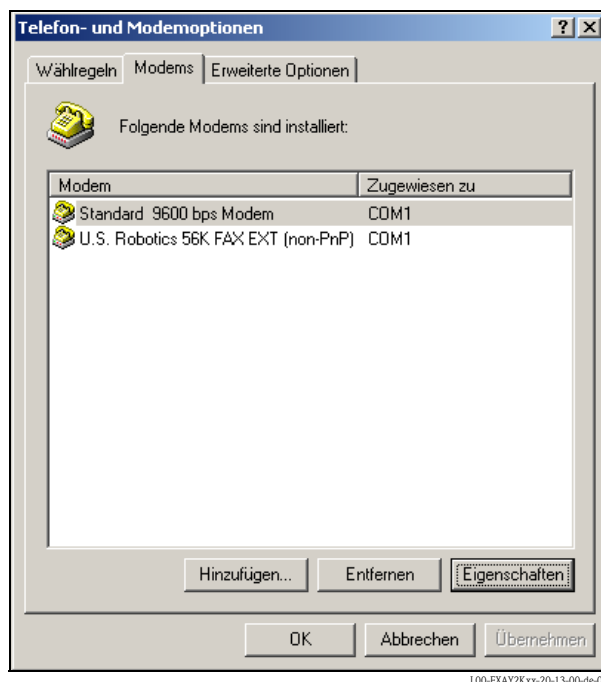 Telefon- und Modemoptionen
Wählregeln Modems Erweiterte Optionen
Folgende Modems sind installiert:
Modem Zugewiesen zu
Standard 9600 bps Modem COM1
U.S. Robotics 56K FAX EXT (non-PnP) COM1
Hinzufügen... Entfernen Eigenschaften
OK Abbrechen Übernehmen